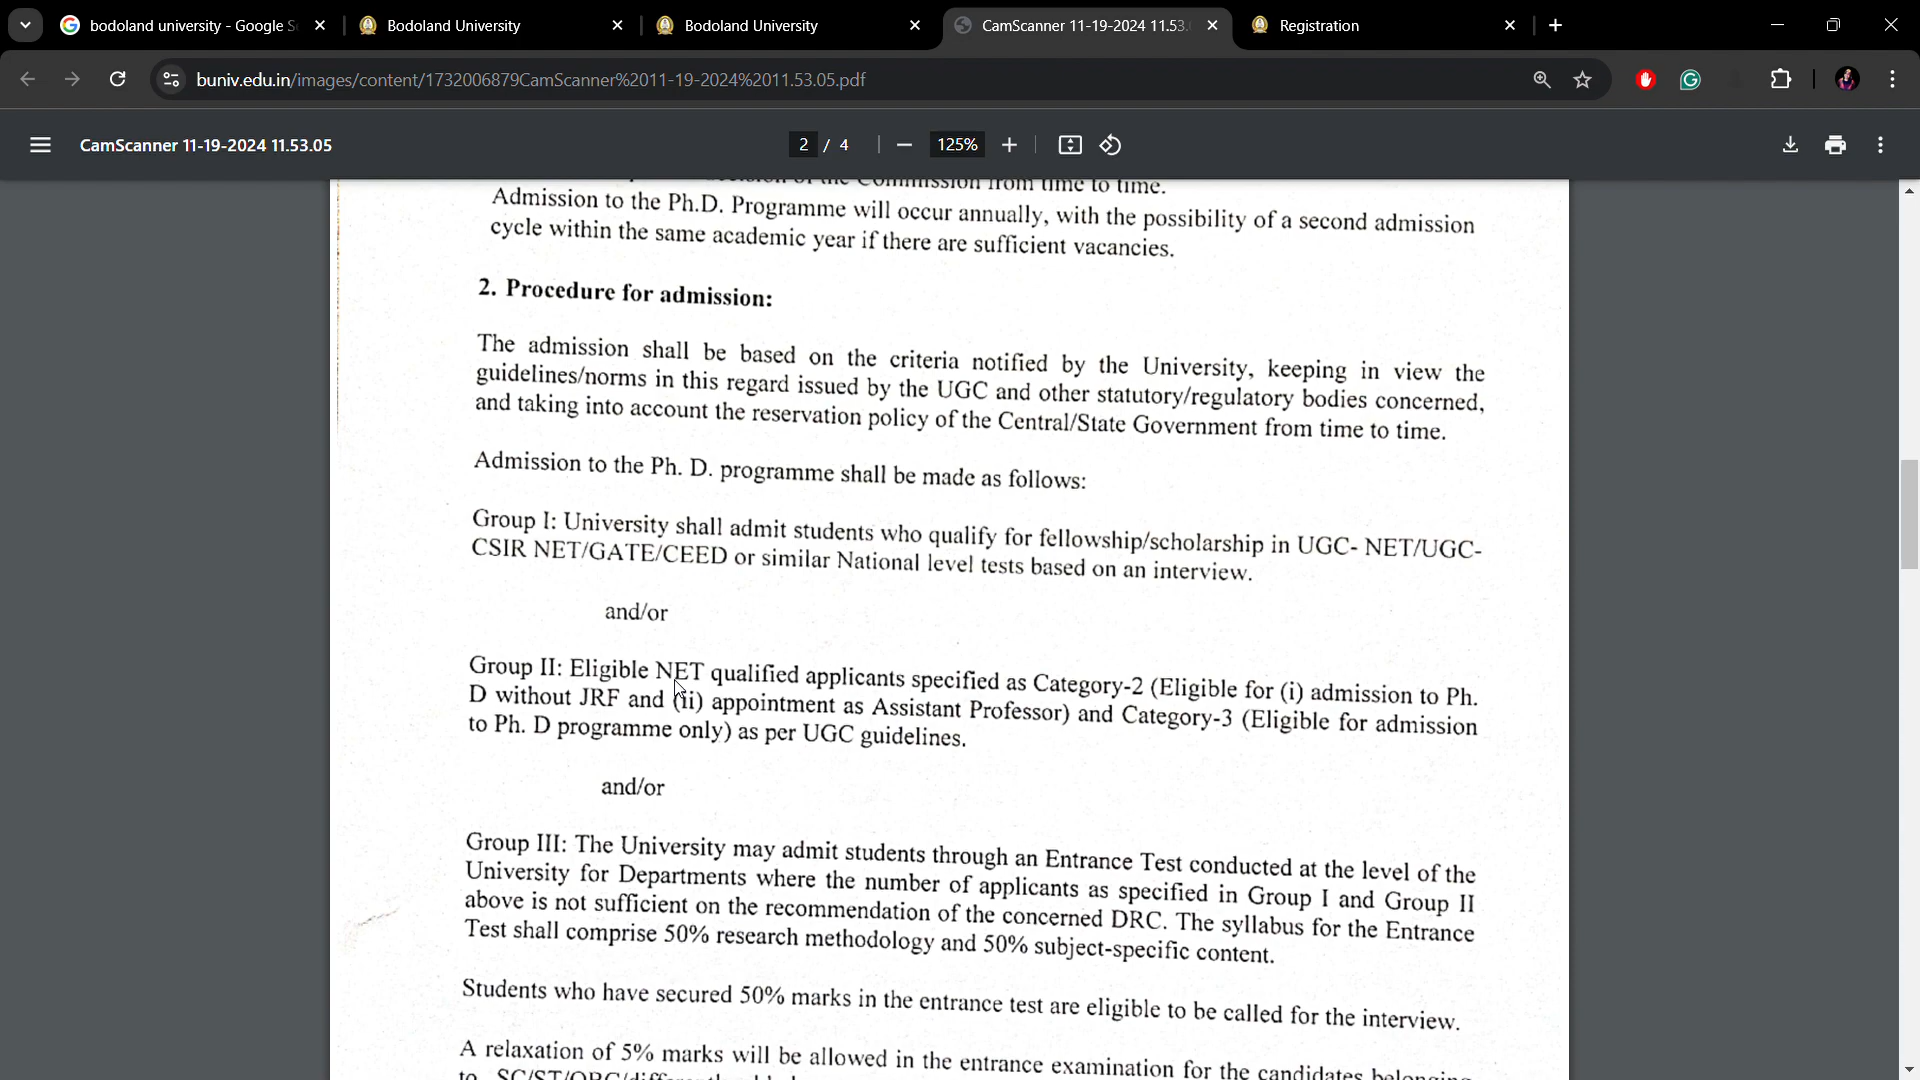 bodoland university - Google S
Bodoland University
Bodoland University
CamScanner 11-19-2024 11.53.
Registration
buniv.edu.in/images/content/1732006879CamScanner%2011-19-2024%2011.53.05.pdf
CamScanner 11-19-2024 11.53.05
2 / 4
125%
decision of the Commission from time to time.
Admission to the Ph.D. Programme will occur annually, with the possibility of a second admission
cycle within the same academic year if there are sufficient vacancies.
2. Procedure for admission:
The admission shall be based on the criteria notified by the University, keeping in view the
guidelines/norms in this regard issued by the UGC and other statutory/regulatory bodies concerned,
and taking into account the reservation policy of the Central/State Government from time to time.
Admission to the Ph. D. programme shall be made as follows:
Group I: University shall admit students who qualify for fellowship/scholarship in UGC- NET/UGC-
CSIR NET/GATE/CEED or similar National level tests based on an interview.
and/or
Group II: Eligible NET qualified applicants specified as Category-2 (Eligible for (i) admission to Ph.
D without JRF and (ii) appointment as Assistant Professor) and Category-3 (Eligible for admission
to Ph. D programme only) as per UGC guidelines.
and/or
Group III: The University may admit students through an Entrance Test conducted at the level of the
University for Departments where the number of applicants as specified in Group I and Group II
above is not sufficient on the recommendation of the concerned DRC. The syllabus for the Entrance
Test shall comprise 50% research methodology and 50% subject-specific content.
Students who have secured 50% marks in the entrance test are eligible to be called for the interview.
A relaxation of 5% marks will be allowed in the entrance examination for the candidates belonging
to SC/ST/OBC/differently